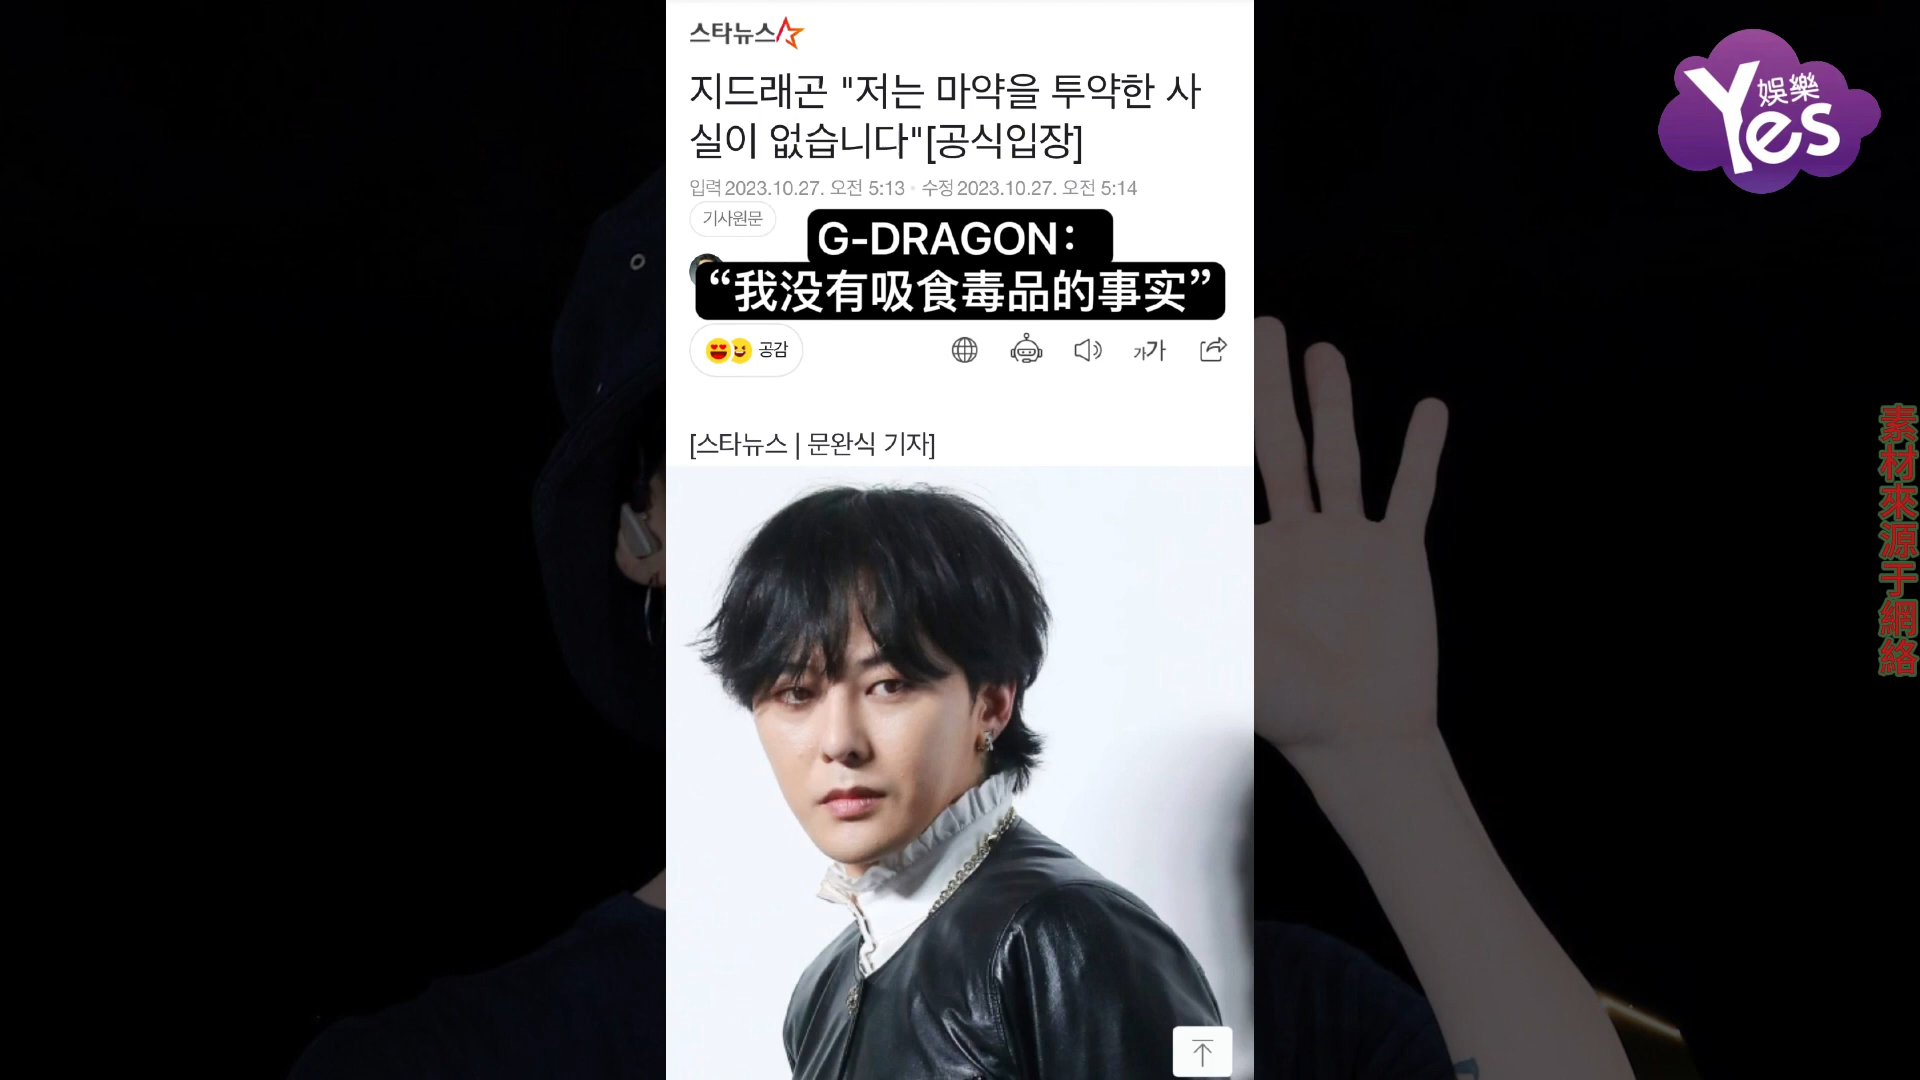 스타뉴스
지드래곤 "저는 마약을 투약한 사
실이 없습니다"[공식입장]
입력 2023.10.27. 오전 5:13 · 수정 2023.10.27. 오전 5:14
기사원문
G-DRAGON：
“我没有吸食毒品的事实”
공감
가가
[스타뉴스 | 문완식 기자]
Yes
娛樂
素材來源于網絡